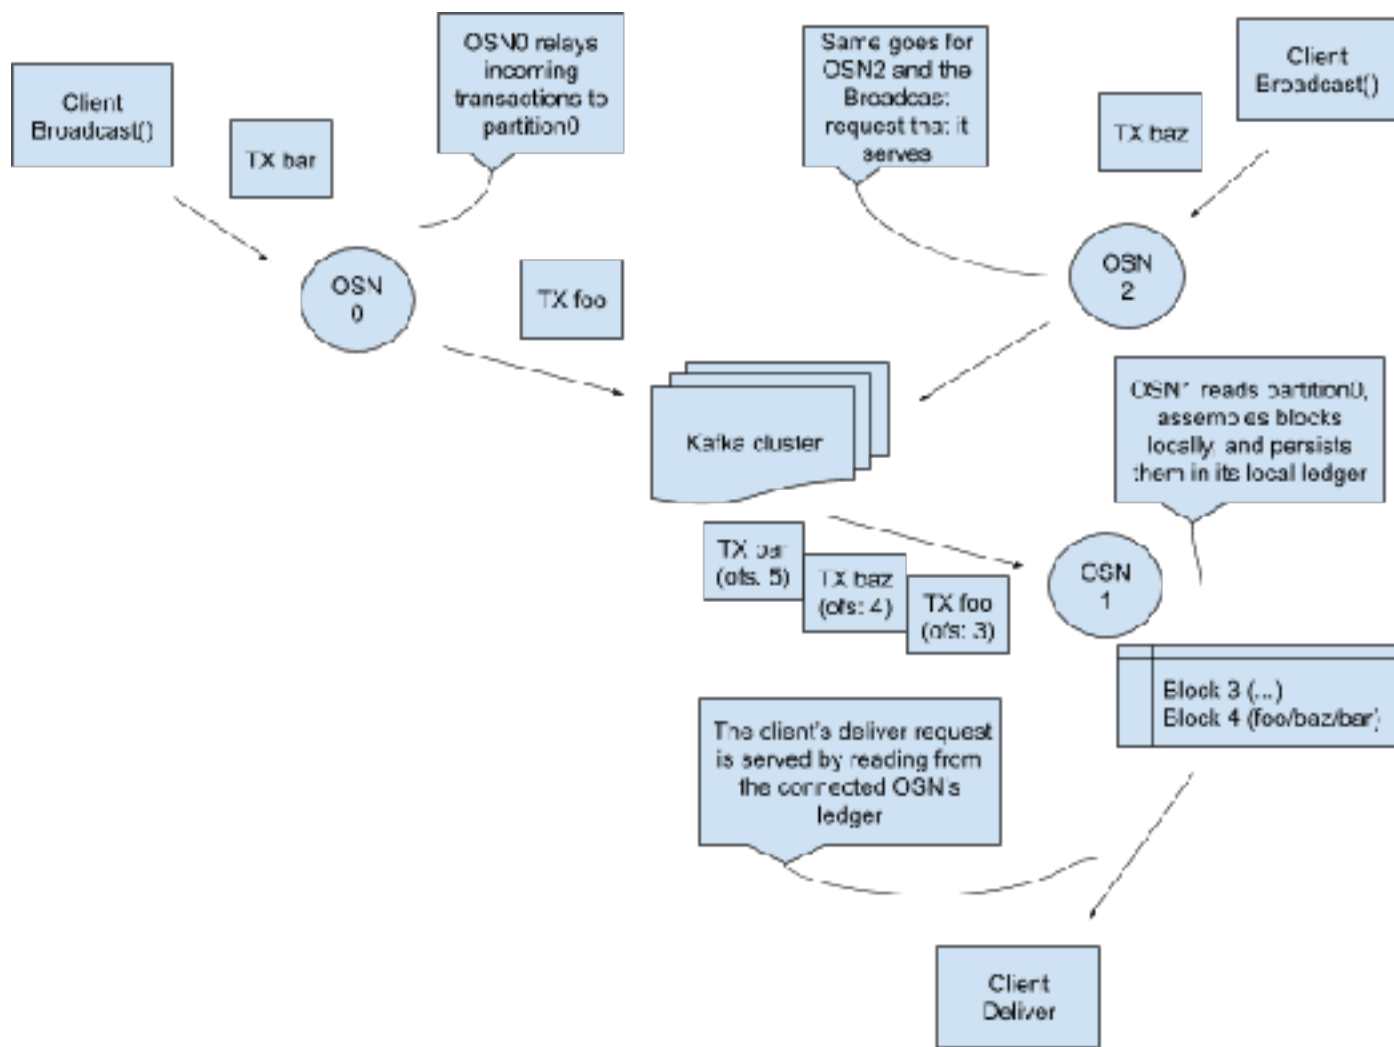 Client
Broadcast()
TX bar
OSN0 relays
incoming
transactions to
partition0
Same goes for
OSN2 and the
Broadcast
request that it
serves
Client
Broadcast()
TX baz
OSN
0
TX foo
OSN
2
Kafka cluster
OSN1 reads partition0,
assembles blocks
locally, and persists
them in its local ledger
TX bar
(ofs: 5)
TX baz
(ofs: 4)
TX foo
(ofs: 3)
OSN
1
Block 3 (...)
Block 4 (foo/baz/bar)
The client's deliver request
is served by reading from
the connected OSN's
ledger
Client
Deliver